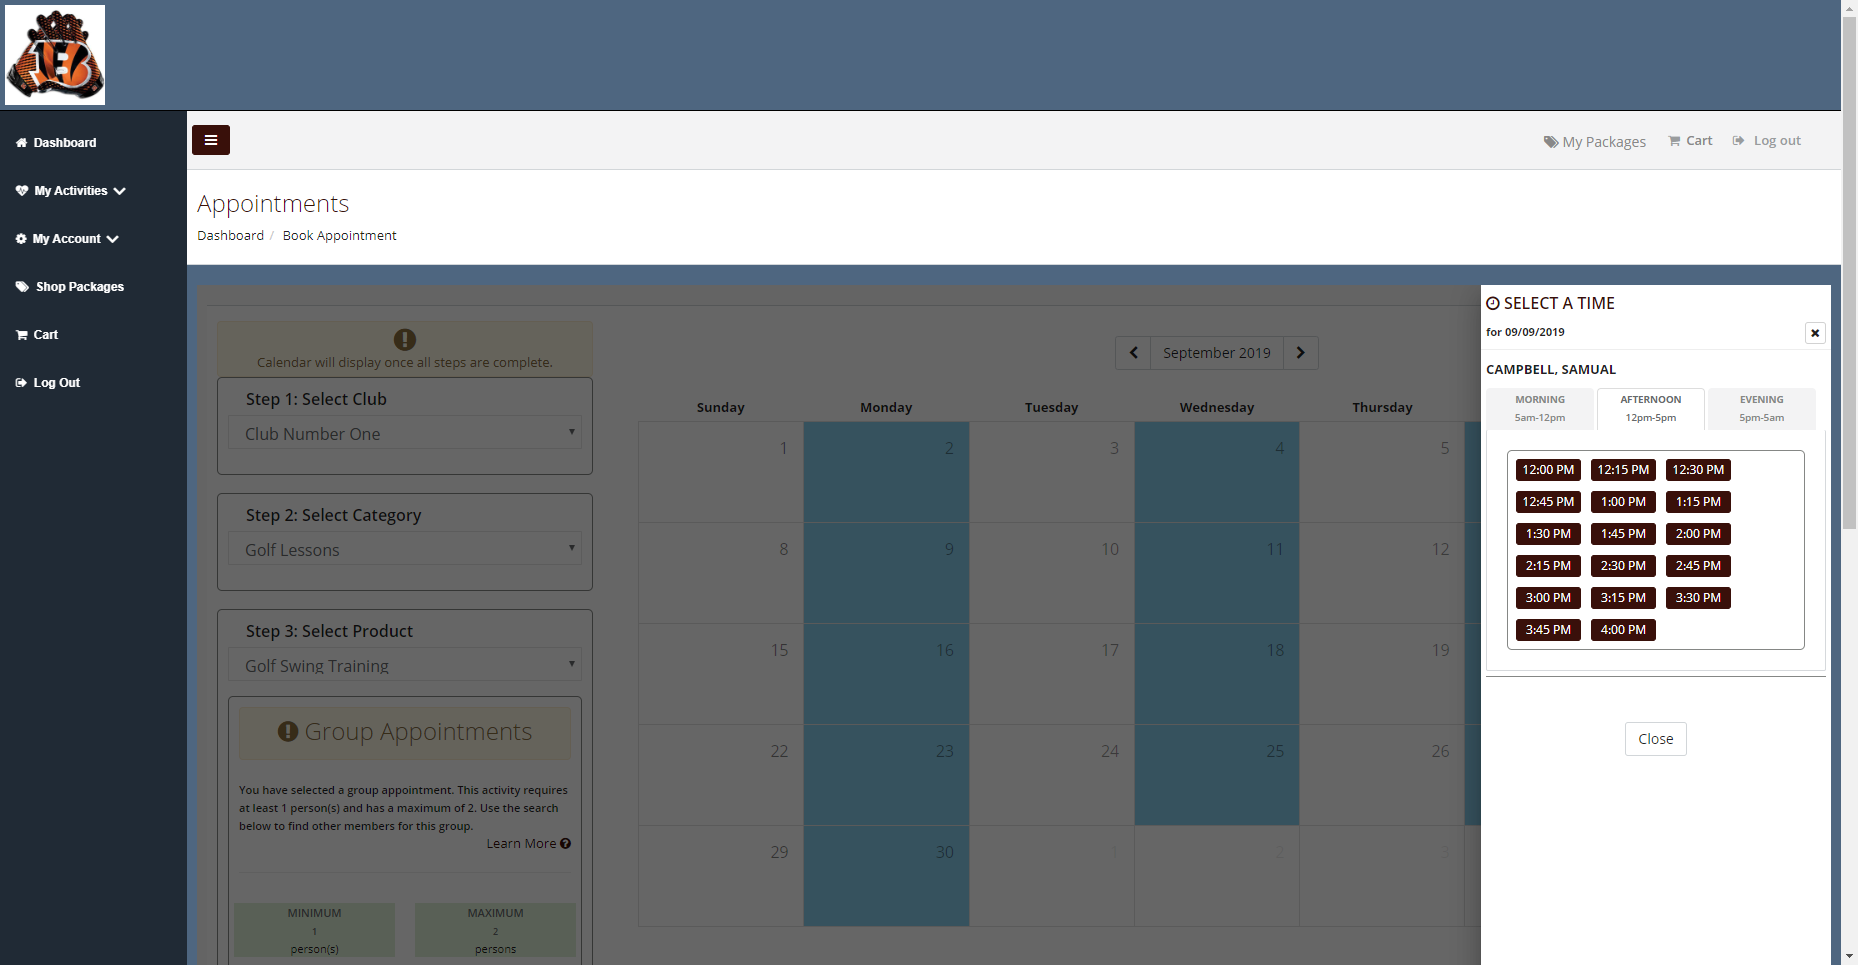 Dashboard
My Activities
My Account
Shop Packages
Cart
Log Out
My Packages
Cart
Log out
Appointments
Dashboard / Book Appointment
Calendar will display once all steps are complete.
Step 1: Select Club
Club Number One
Step 2: Select Category
Golf Lessons
Step 3: Select Product
Golf Swing Training
Group Appointments
You have selected a group appointment. This activity requires
at least 1 person(s) and has a maximum of 2. Use the search
below to find other members for this group.
Learn More
MINIMUM
1
person(s)
MAXIMUM
2
persons
September 2019
Sunday Monday Tuesday Wednesday Thursday
1 2 3 4 5
8 9 10 11 12
15 16 17 18 19
22 23 24 25 26
29 30 1 2 3
SELECT A TIME
for 09/09/2019
CAMPBELL, SAMUAL
MORNING
5am-12pm
AFTERNOON
12pm-5pm
EVENING
5pm-5am
12:00 PM 12:15 PM 12:30 PM
12:45 PM 1:00 PM 1:15 PM
1:30 PM 1:45 PM 2:00 PM
2:15 PM 2:30 PM 2:45 PM
3:00 PM 3:15 PM 3:30 PM
3:45 PM 4:00 PM
Close